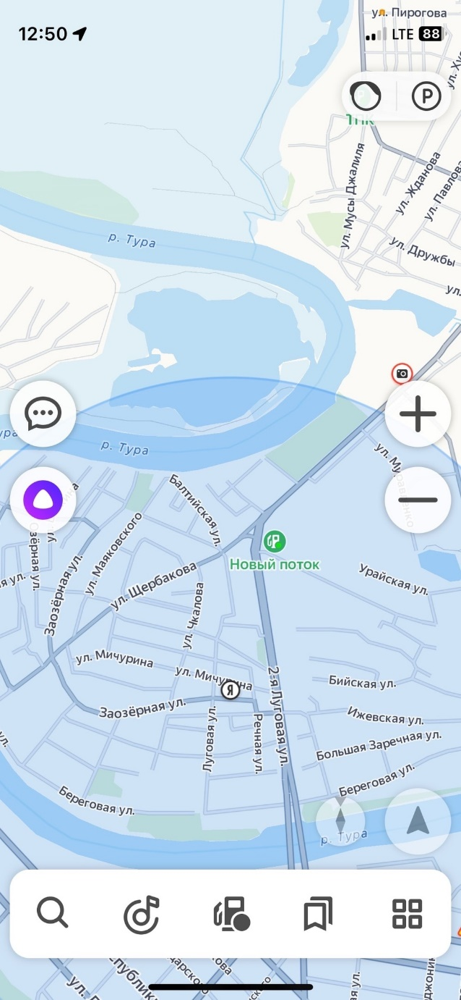 ул. Пирогова
12:50
LTE 88
P
ТПК
ул. Мусы Джалиля
ул. Жданова
ул. Павлова
р. Тура
ул. Дружбы
ул.
р. Тура
ул. Муравленко
Балтийская ул.
Озёрная ул.
ул. Маяковского
Новый поток
Заозёрная ул.
ул. Щербакова
Урайская ул.
ул. Чкалова
ул. Мичурина
ул. Мичурина
Я
2-я Луговая ул.
Бийская ул.
Заозёрная ул.
Ижевская ул.
Луговая ул.
Речная ул.
Большая Заречная ул.
Береговая ул.
Береговая ул.
р. Тура